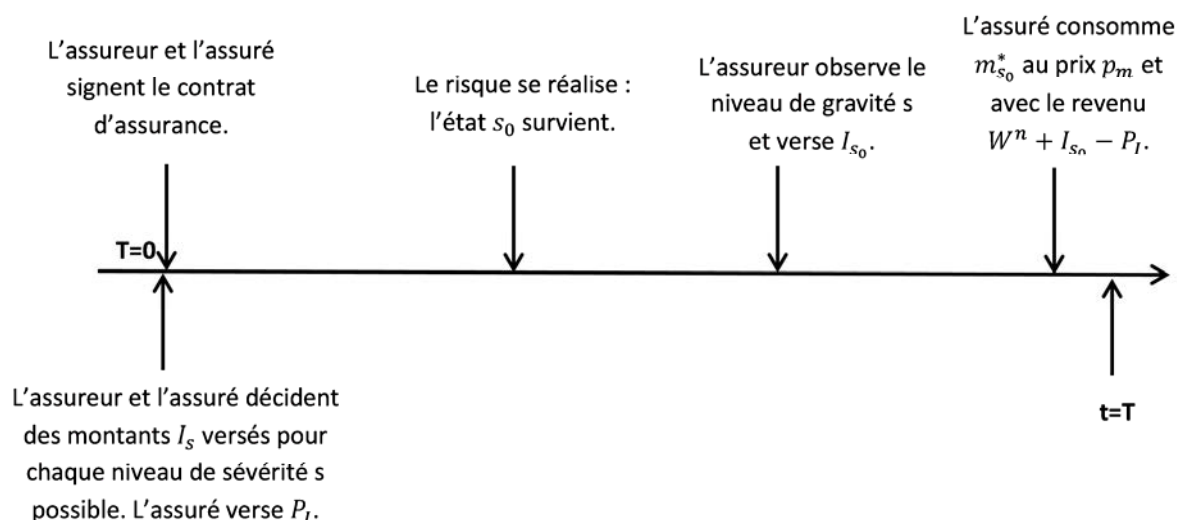 L'assureur et l'assuré
signent le contrat
d'assurance.
Le risque se réalise :
l'état s₀ survient.
L'assureur observe le
niveau de gravité s
et verse I_{s₀}.
L'assuré consomme
m*_{s₀} au prix p_m et
avec le revenu
Wⁿ + I_{s₀} − P_I.
T=0
L'assureur et l'assuré décident
des montants I_s versés pour
chaque niveau de sévérité s
possible. L'assuré verse P_I.
t=T